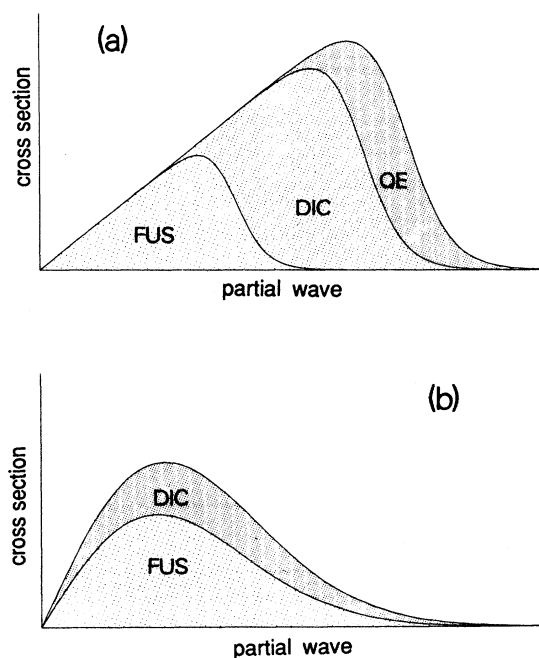 (a)
cross section
QE
DIC
FUS
partial wave
(b)
cross section
DIC
FUS
partial wave